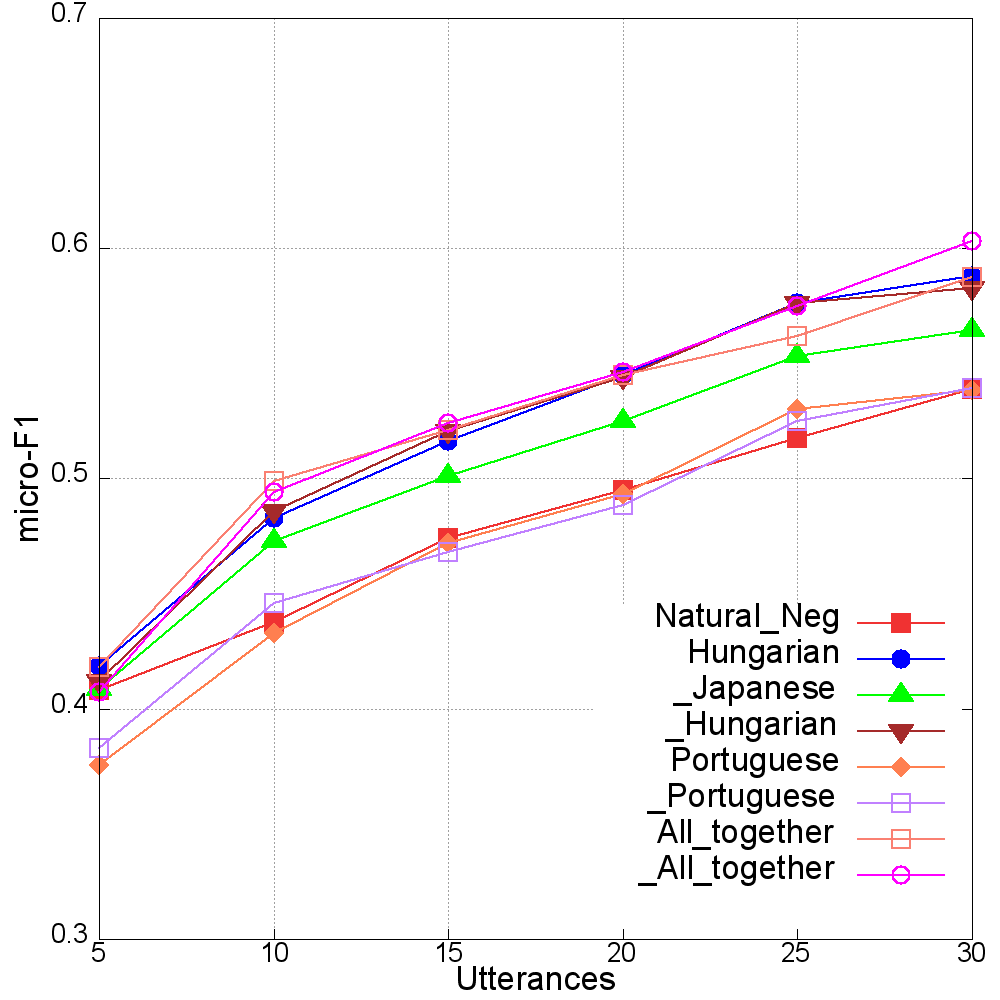 0.7
0.6
0.5
0.4
0.3
micro-F1
Natural_Neg
Hungarian
_Japanese
_Hungarian
Portuguese
_Portuguese
All_together
_All_together
5 10 15 20 25 30
Utterances